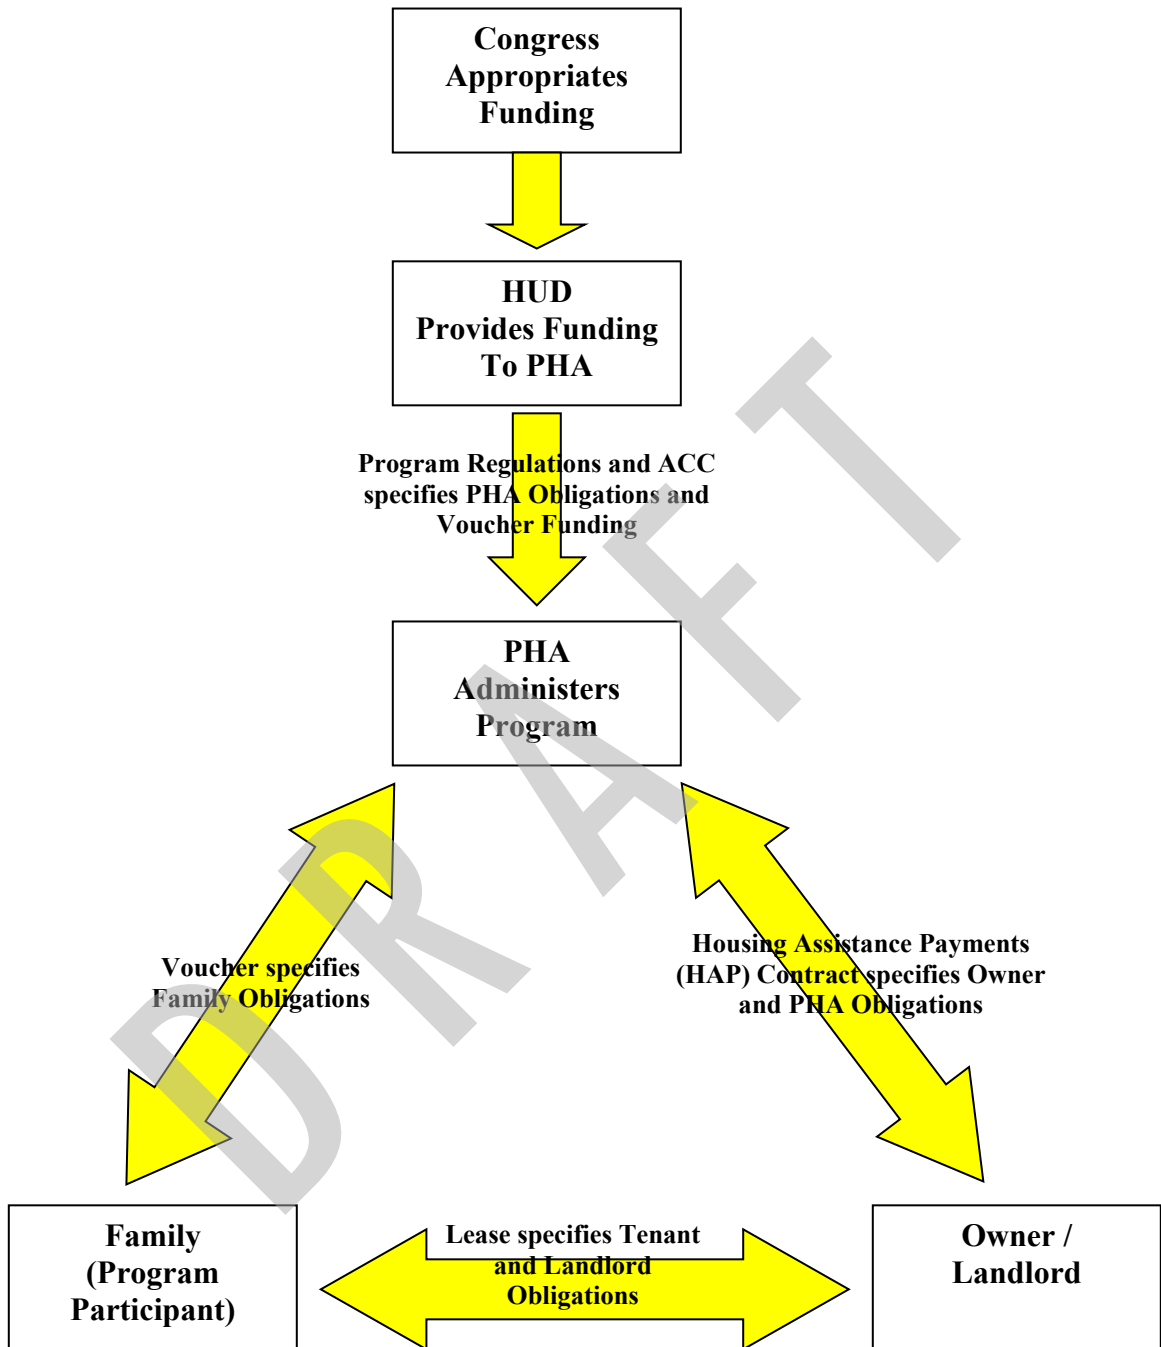 Congress
Appropriates
Funding
HUD
Provides Funding
To PHA
Program Regulations and ACC
specifies PHA Obligations and
Voucher Funding
PHA
Administers
Program
Voucher specifies
Family Obligations
Housing Assistance Payments
(HAP) Contract specifies Owner
and PHA Obligations
Family
(Program
Participant)
Lease specifies Tenant
and Landlord
Obligations
Owner /
Landlord
DRAFT